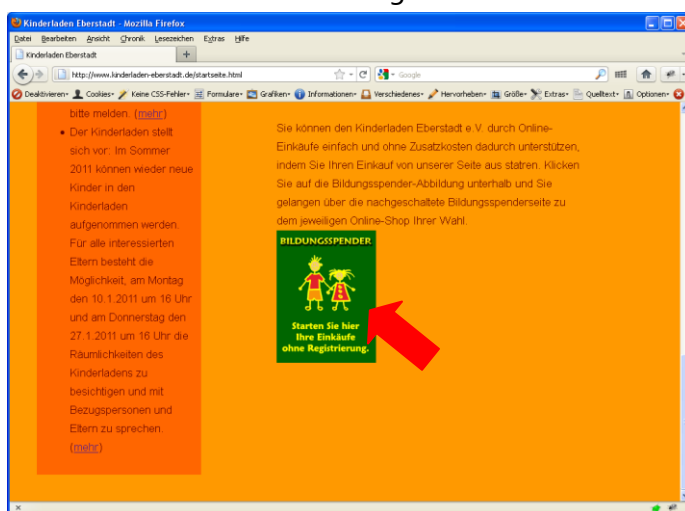 Kinderladen Eberstadt - Mozilla Firefox
Datei Bearbeiten Ansicht Chronik Lesezeichen Extras Hilfe
Kinderladen Eberstadt
http://www.kinderladen-eberstadt.de/startseite.html
Google
Deaktivieren Cookies Keine CSS-Fehler Formulare Grafiken Informationen Verschiedenes Hervorheben Größe Extras Quelltext Optionen
bitte melden. (mehr)
• Der Kinderladen stellt
sich vor: Im Sommer
2011 können wieder neue
Kinder in den
Kinderladen
aufgenommen werden.
Für alle interessierten
Eltern besteht die
Möglichkeit, am Montag
den 10.1.2011 um 16 Uhr
und am Donnerstag den
27.1.2011 um 16 Uhr die
Räumlichkeiten des
Kinderladens zu
besichtigen und mit
Bezugspersonen und
Eltern zu sprechen.
(mehr)
Sie können den Kinderladen Eberstadt e.V. durch Online-
Einkäufe einfach und ohne Zusatzkosten dadurch unterstützen,
indem Sie Ihren Einkauf von unserer Seite aus statren. Klicken
Sie auf die Bildungsspender-Abbildung unterhalb und Sie
gelangen über die nachgeschaltete Bildungsspenderseite zu
dem jeweiligen Online-Shop Ihrer Wahl.
BILDUNGSSPENDER
Starten Sie hier
Ihre Einkäufe
ohne Registrierung.